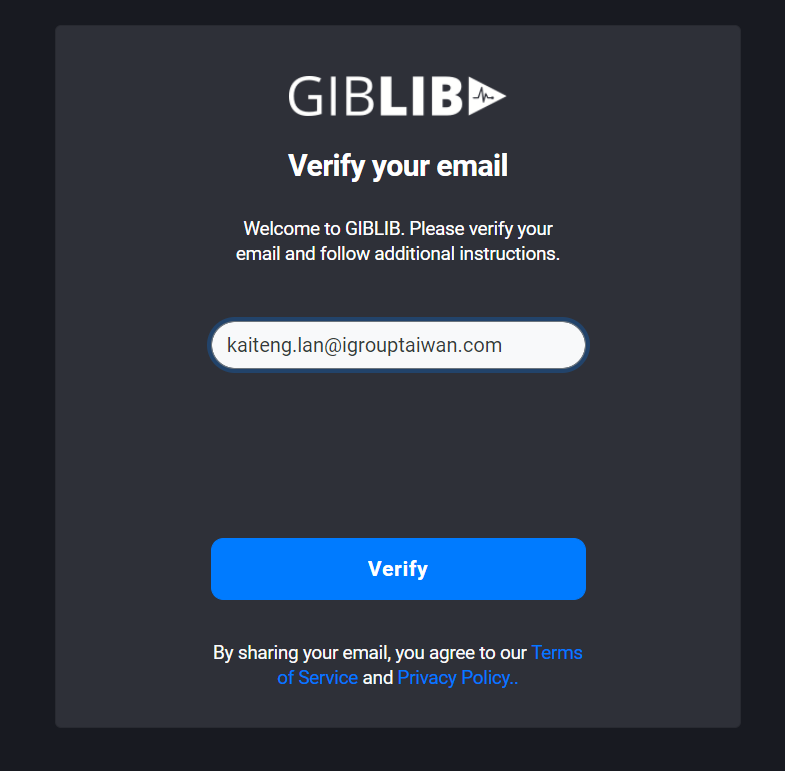 GIBLIB
Verify your email
Welcome to GIBLIB. Please verify your
email and follow additional instructions.
kaiteng.lan@igrouptaiwan.com
Verify
By sharing your email, you agree to our Terms
of Service and Privacy Policy..